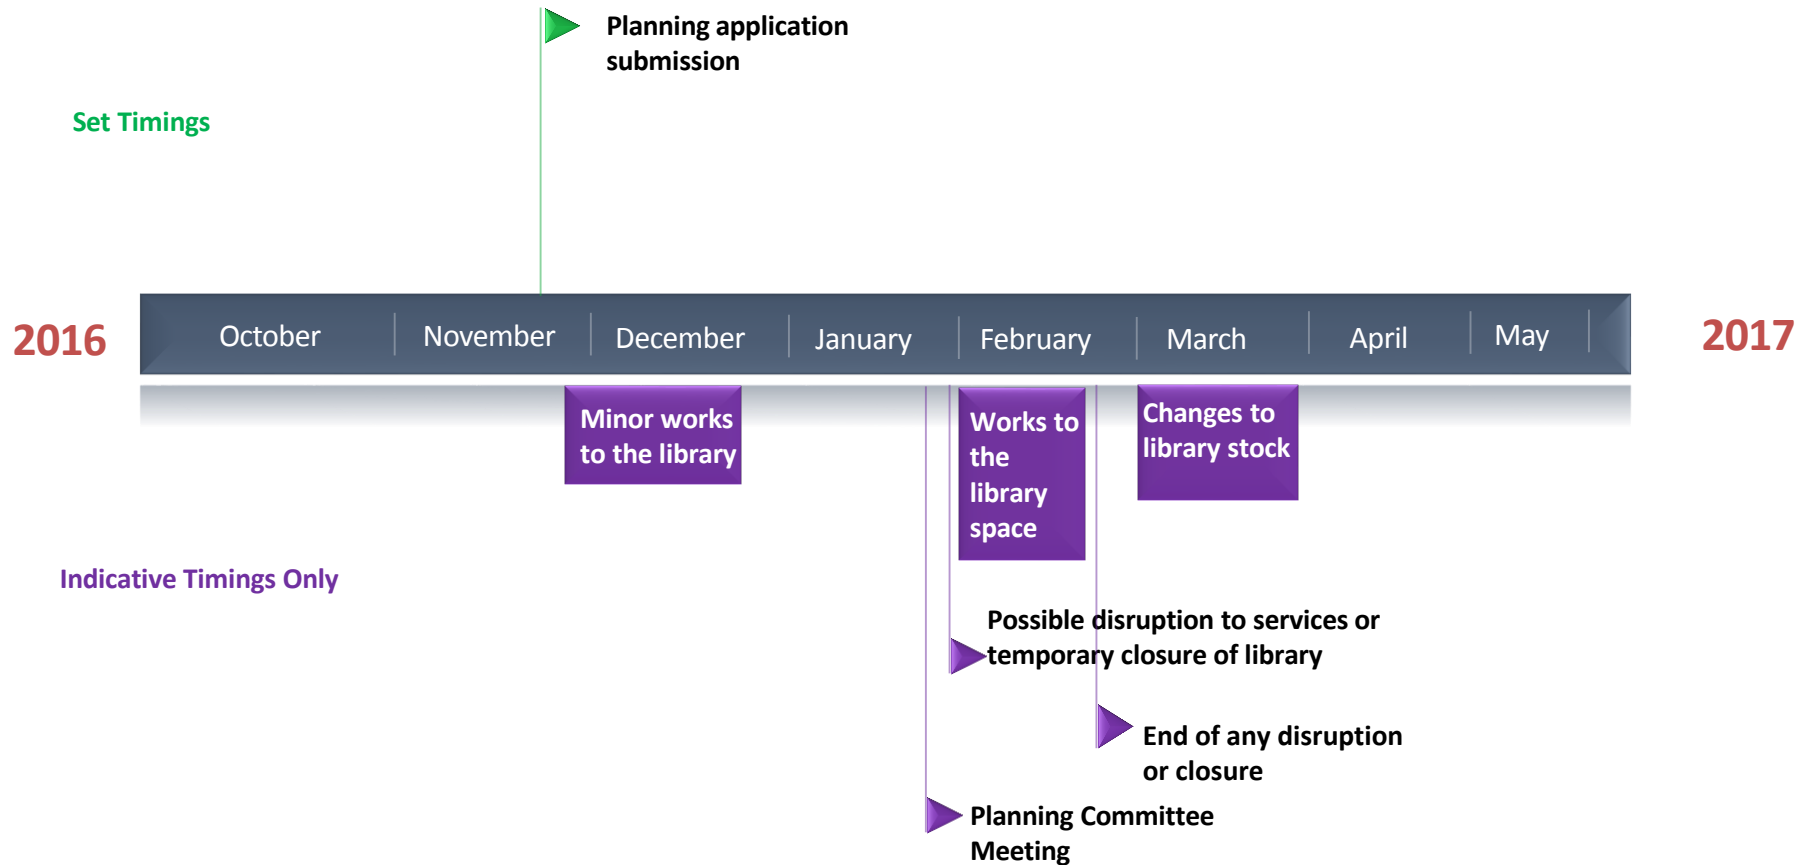 Planning application
submission
Set Timings
2016
October
November
December
January
February
March
April
May
2017
Minor works
to the library
Works to
the
library
space
Changes to
library stock
Indicative Timings Only
Possible disruption to services or
temporary closure of library
End of any disruption
or closure
Planning Committee
Meeting